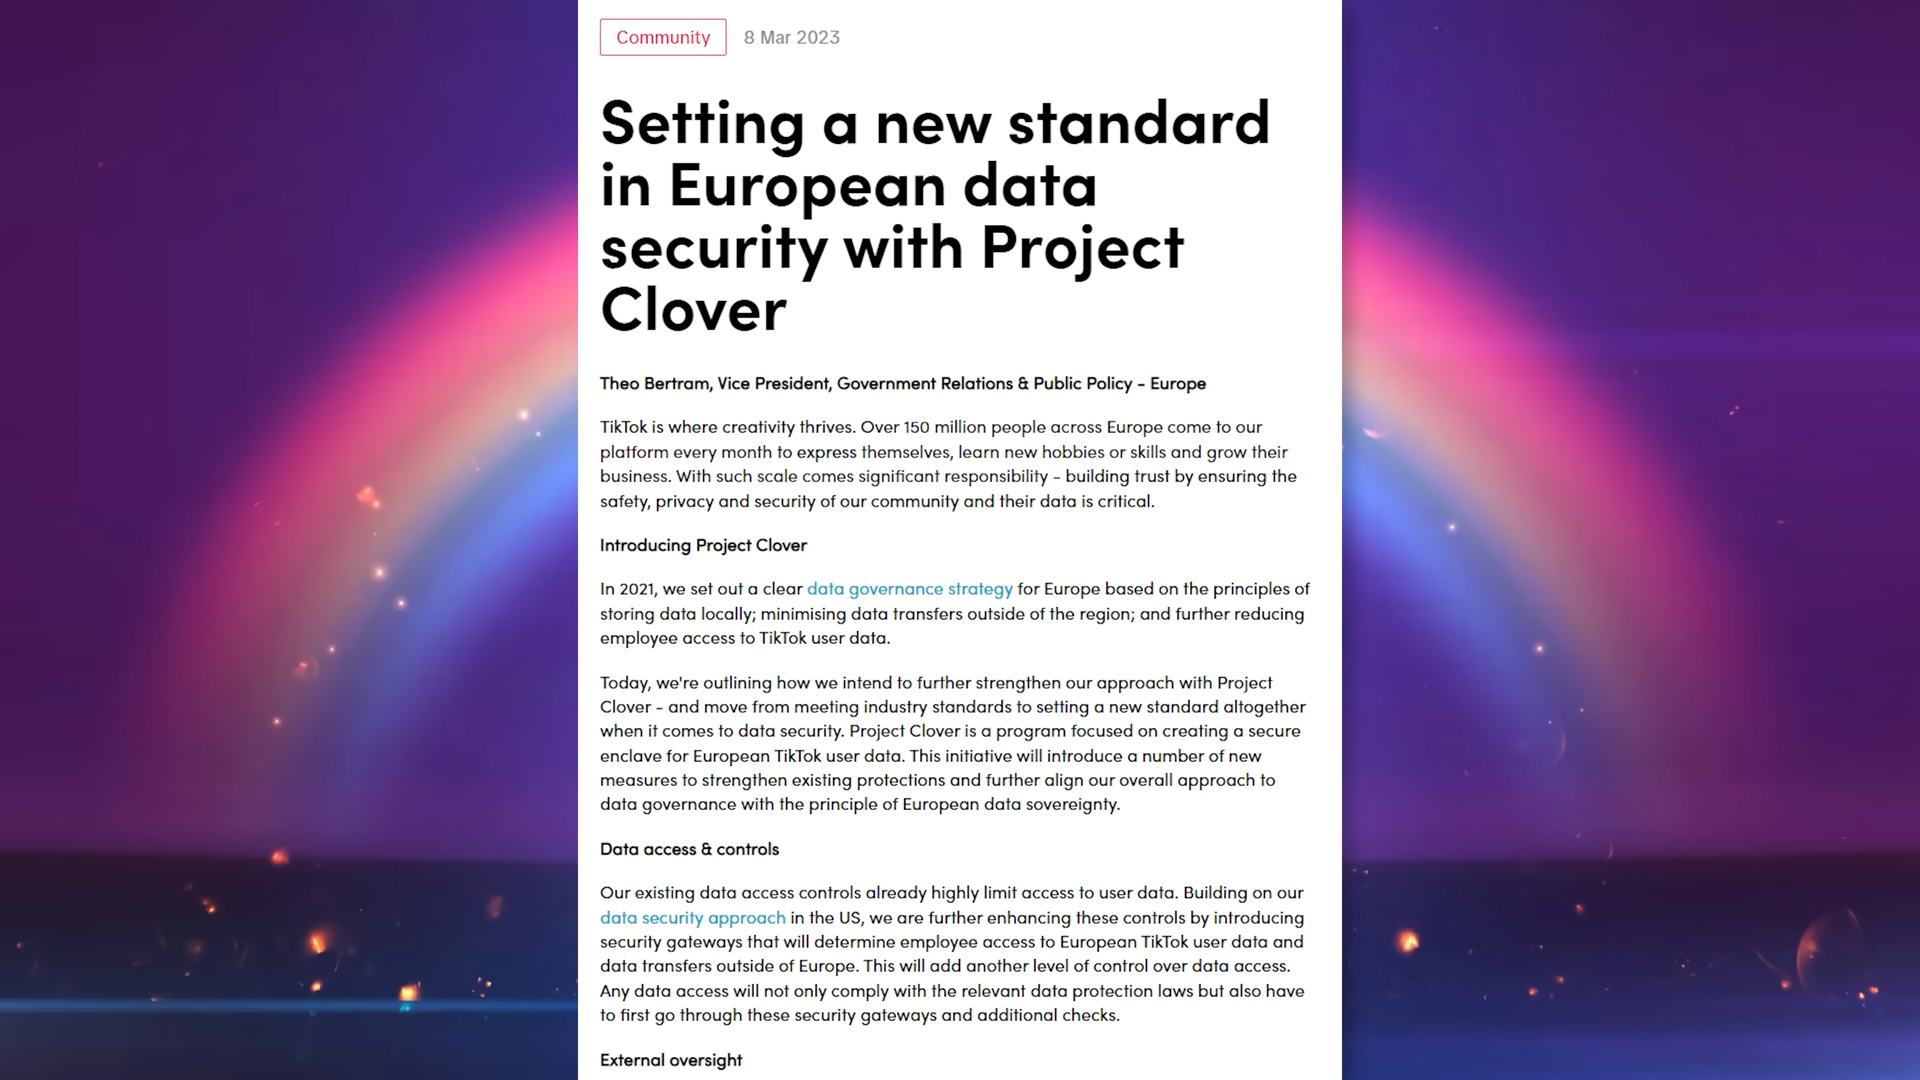 Community 8 Mar 2023
Setting a new standard
in European data
security with Project
Clover
Theo Bertram, Vice President, Government Relations & Public Policy - Europe
TikTok is where creativity thrives. Over 150 million people across Europe come to our
platform every month to express themselves, learn new hobbies or skills and grow their
business. With such scale comes significant responsibility - building trust by ensuring the
safety, privacy and security of our community and their data is critical.
Introducing Project Clover
In 2021, we set out a clear data governance strategy for Europe based on the principles of
storing data locally; minimising data transfers outside of the region; and further reducing
employee access to TikTok user data.
Today, we're outlining how we intend to further strengthen our approach with Project
Clover - and move from meeting industry standards to setting a new standard altogether
when it comes to data security. Project Clover is a program focused on creating a secure
enclave for European TikTok user data. This initiative will introduce a number of new
measures to strengthen existing protections and further align our overall approach to
data governance with the principle of European data sovereignty.
Data access & controls
Our existing data access controls already highly limit access to user data. Building on our
data security approach in the US, we are further enhancing these controls by introducing
security gateways that will determine employee access to European TikTok user data and
data transfers outside of Europe. This will add another level of control over data access.
Any data access will not only comply with the relevant data protection laws but also have
to first go through these security gateways and additional checks.
External oversight